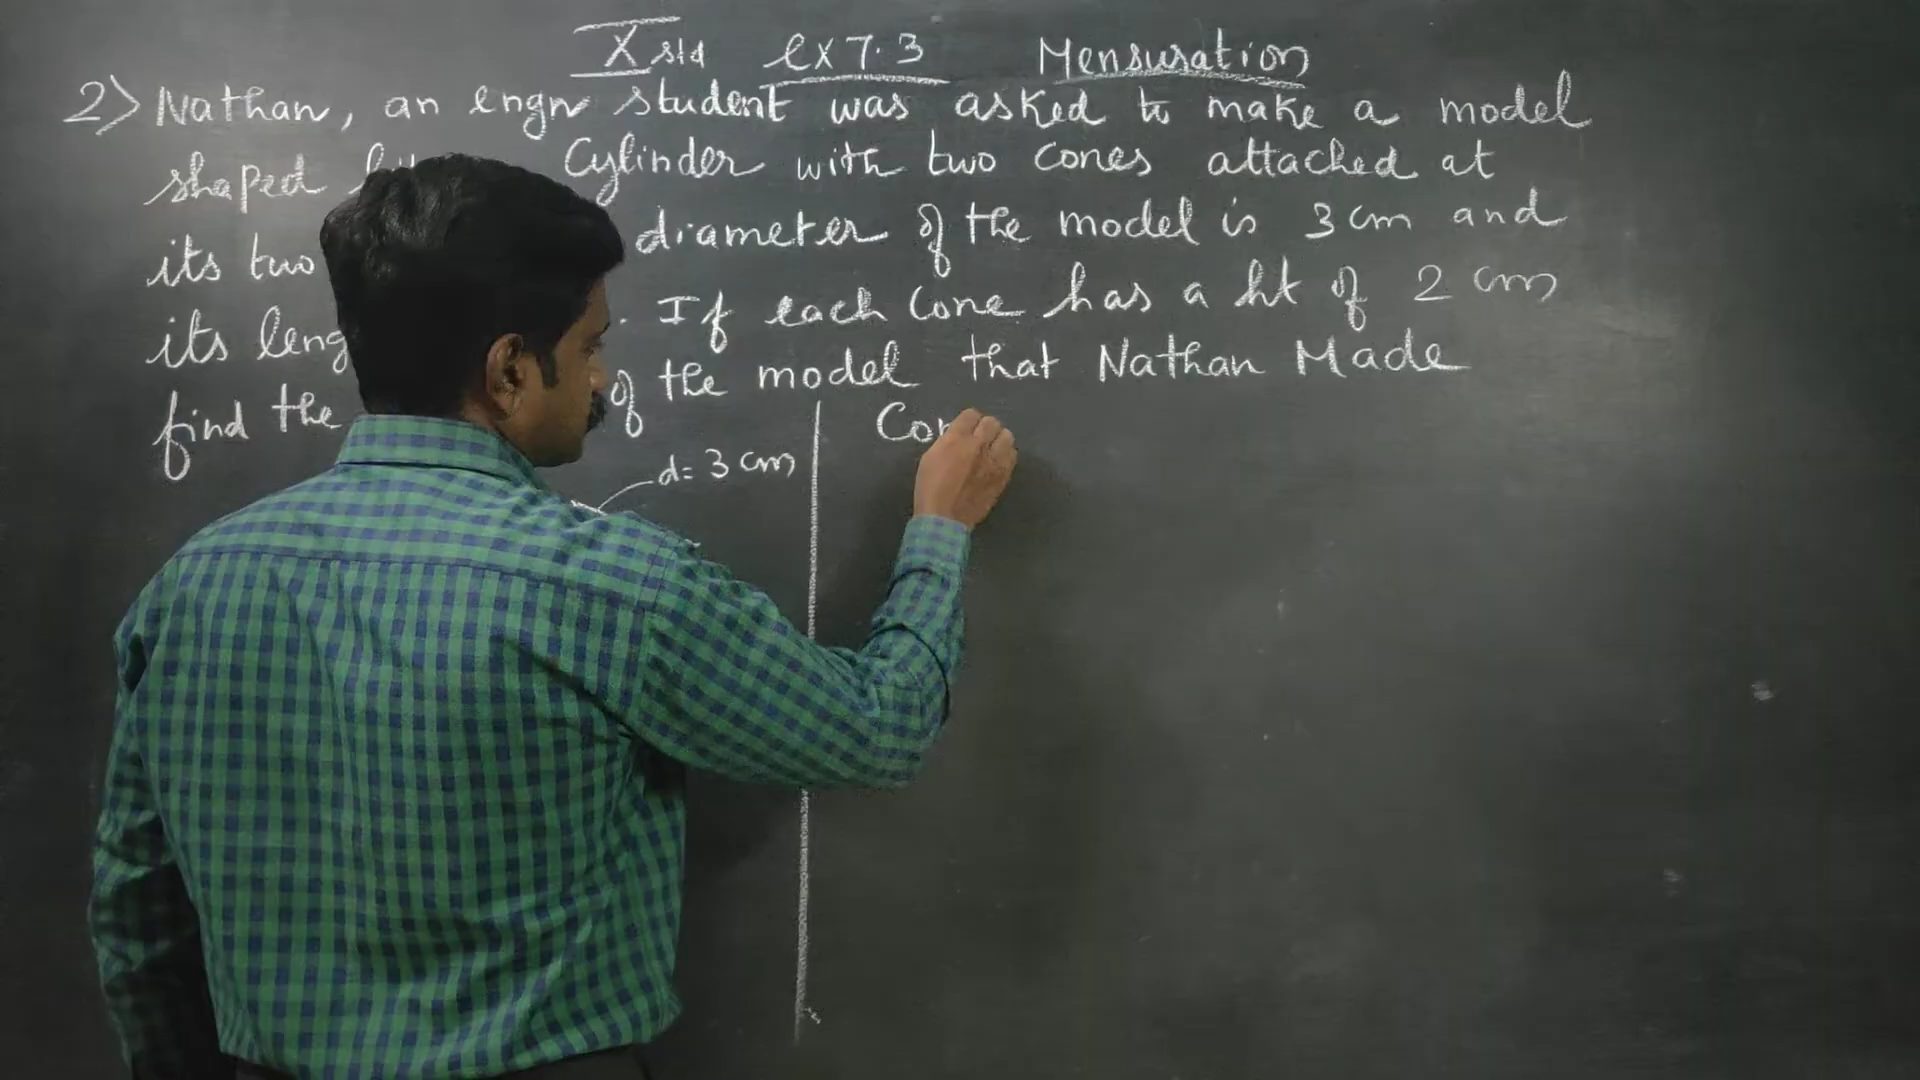 X std ex 7.3 Mensuration
2) Nathan, an engr student was asked to make a model
shaped Cylinder with two cones attached at
its two diameter of the model is 3 cm and
its leng . If each Cone has a ht of 2 cm
find the of the model that Nathan Made
Con
d = 3 cm